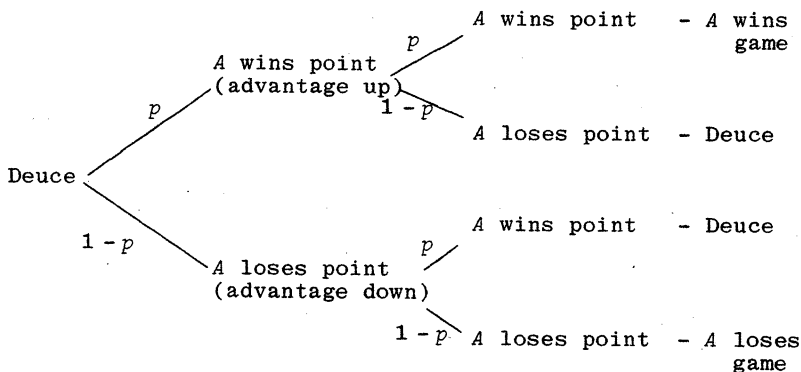 A wins point - A wins
game
p
A wins point
(advantage up)
p
1 - p
A loses point - Deuce
Deuce
A wins point - Deuce
1 - p
p
A loses point
(advantage down)
1 - p
A loses point - A loses
game